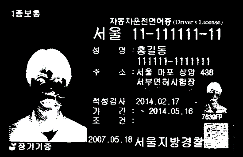 1종보통
자동차운전면허증(Driver's License)
서울 11-111111-11
성 명 : 홍길동
111111-1111111
주 소 : 서울 마포 상암 438
서부면허시험장
적성검사 : 2014.02.17
기 간 : ~ 2014.05.16
조 건 :
7639FP
장기기증
2007.05.18 서울지방경찰